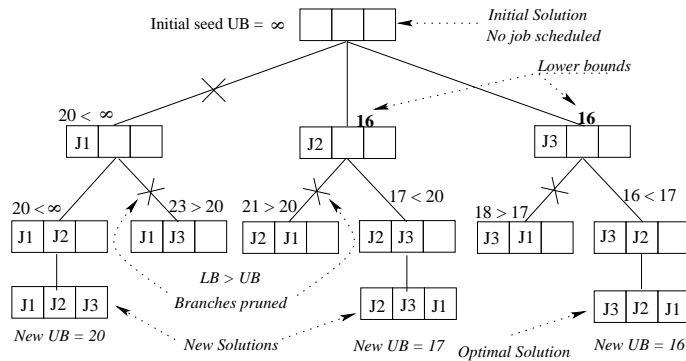 Initial seed UB = ∞
Initial Solution
No job scheduled
Lower bounds
20 < ∞
16
16
J1
J2
J3
20 <∞
23 > 20
21 > 20
17 < 20
18 > 17
16 < 17
J1 J2
J1 J3
J2 J1
J2 J3
J3 J1
J3 J2
LB > UB
Branches pruned
J1 J2 J3
J2 J3 J1
J3 J2 J1
New UB = 20
New Solutions
New UB = 17
Optimal Solution
New UB = 16